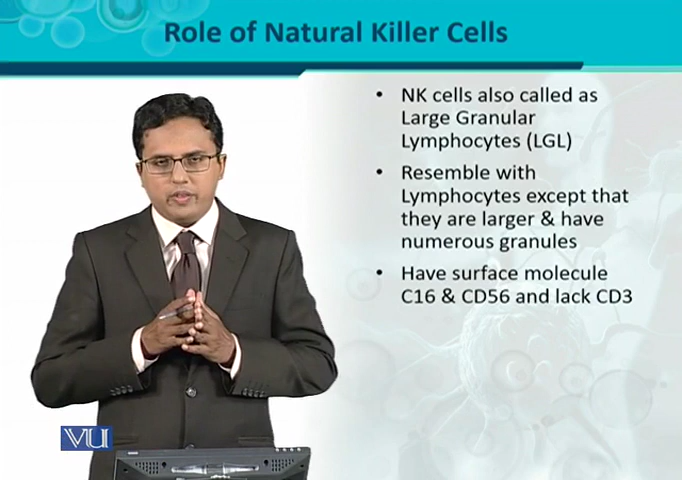 Role of Natural Killer Cells
• NK cells also called as
Large Granular
Lymphocytes (LGL)
• Resemble with
Lymphocytes except that
they are larger & have
numerous granules
• Have surface molecule
C16 & CD56 and lack CD3
VU